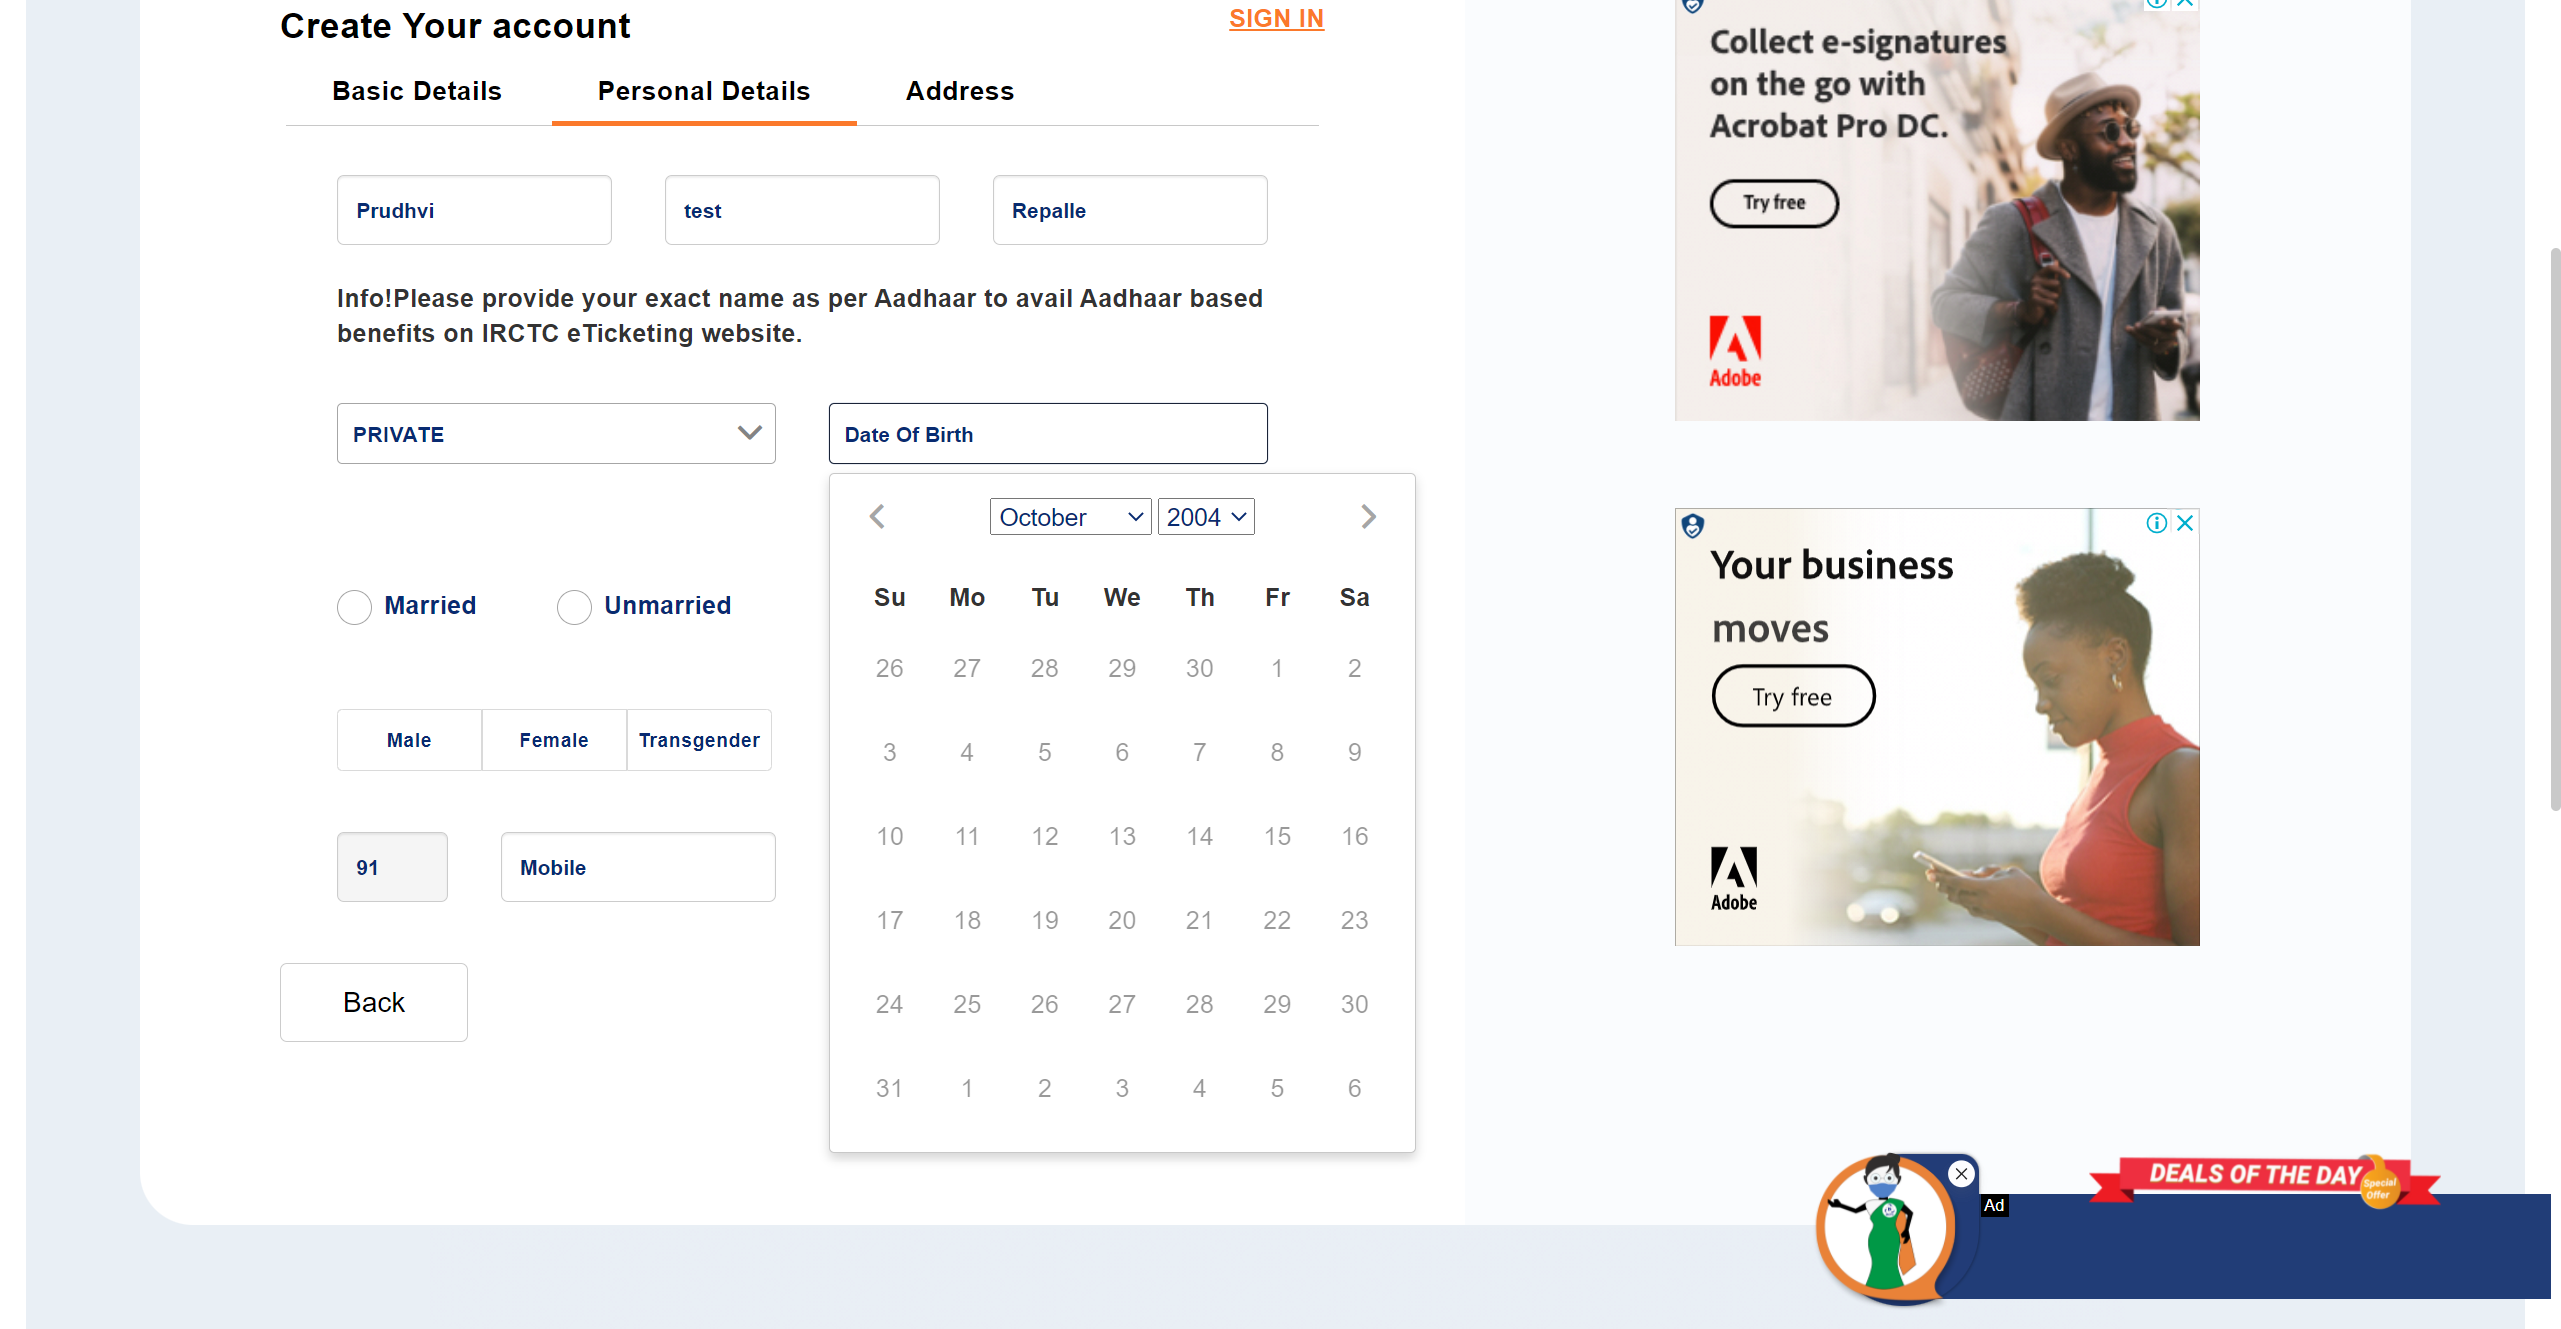 Create Your account
SIGN IN
Basic Details Personal Details Address
Prudhvi test Repalle
Info!Please provide your exact name as per Aadhaar to avail Aadhaar based
benefits on IRCTC eTicketing website.
PRIVATE Date Of Birth
October 2004
Su Mo Tu We Th Fr Sa
26 27 28 29 30 1 2
3 4 5 6 7 8 9
10 11 12 13 14 15 16
17 18 19 20 21 22 23
24 25 26 27 28 29 30
31 1 2 3 4 5 6
Married Unmarried
Male Female Transgender
91 Mobile
Back
Collect e-signatures
on the go with
Acrobat Pro DC.
Try free
Adobe
Your business
moves
Try free
Adobe
DEALS OF THE DAY
Special
Offer
Ad